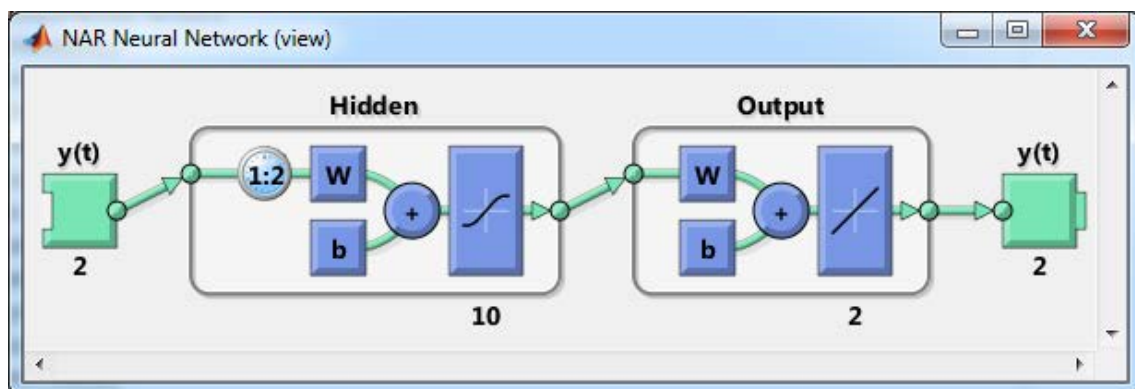 NAR Neural Network (view)
Hidden
Output
y(t)
y(t)
1:2
W
W
+
+
b
b
2
2
10
2